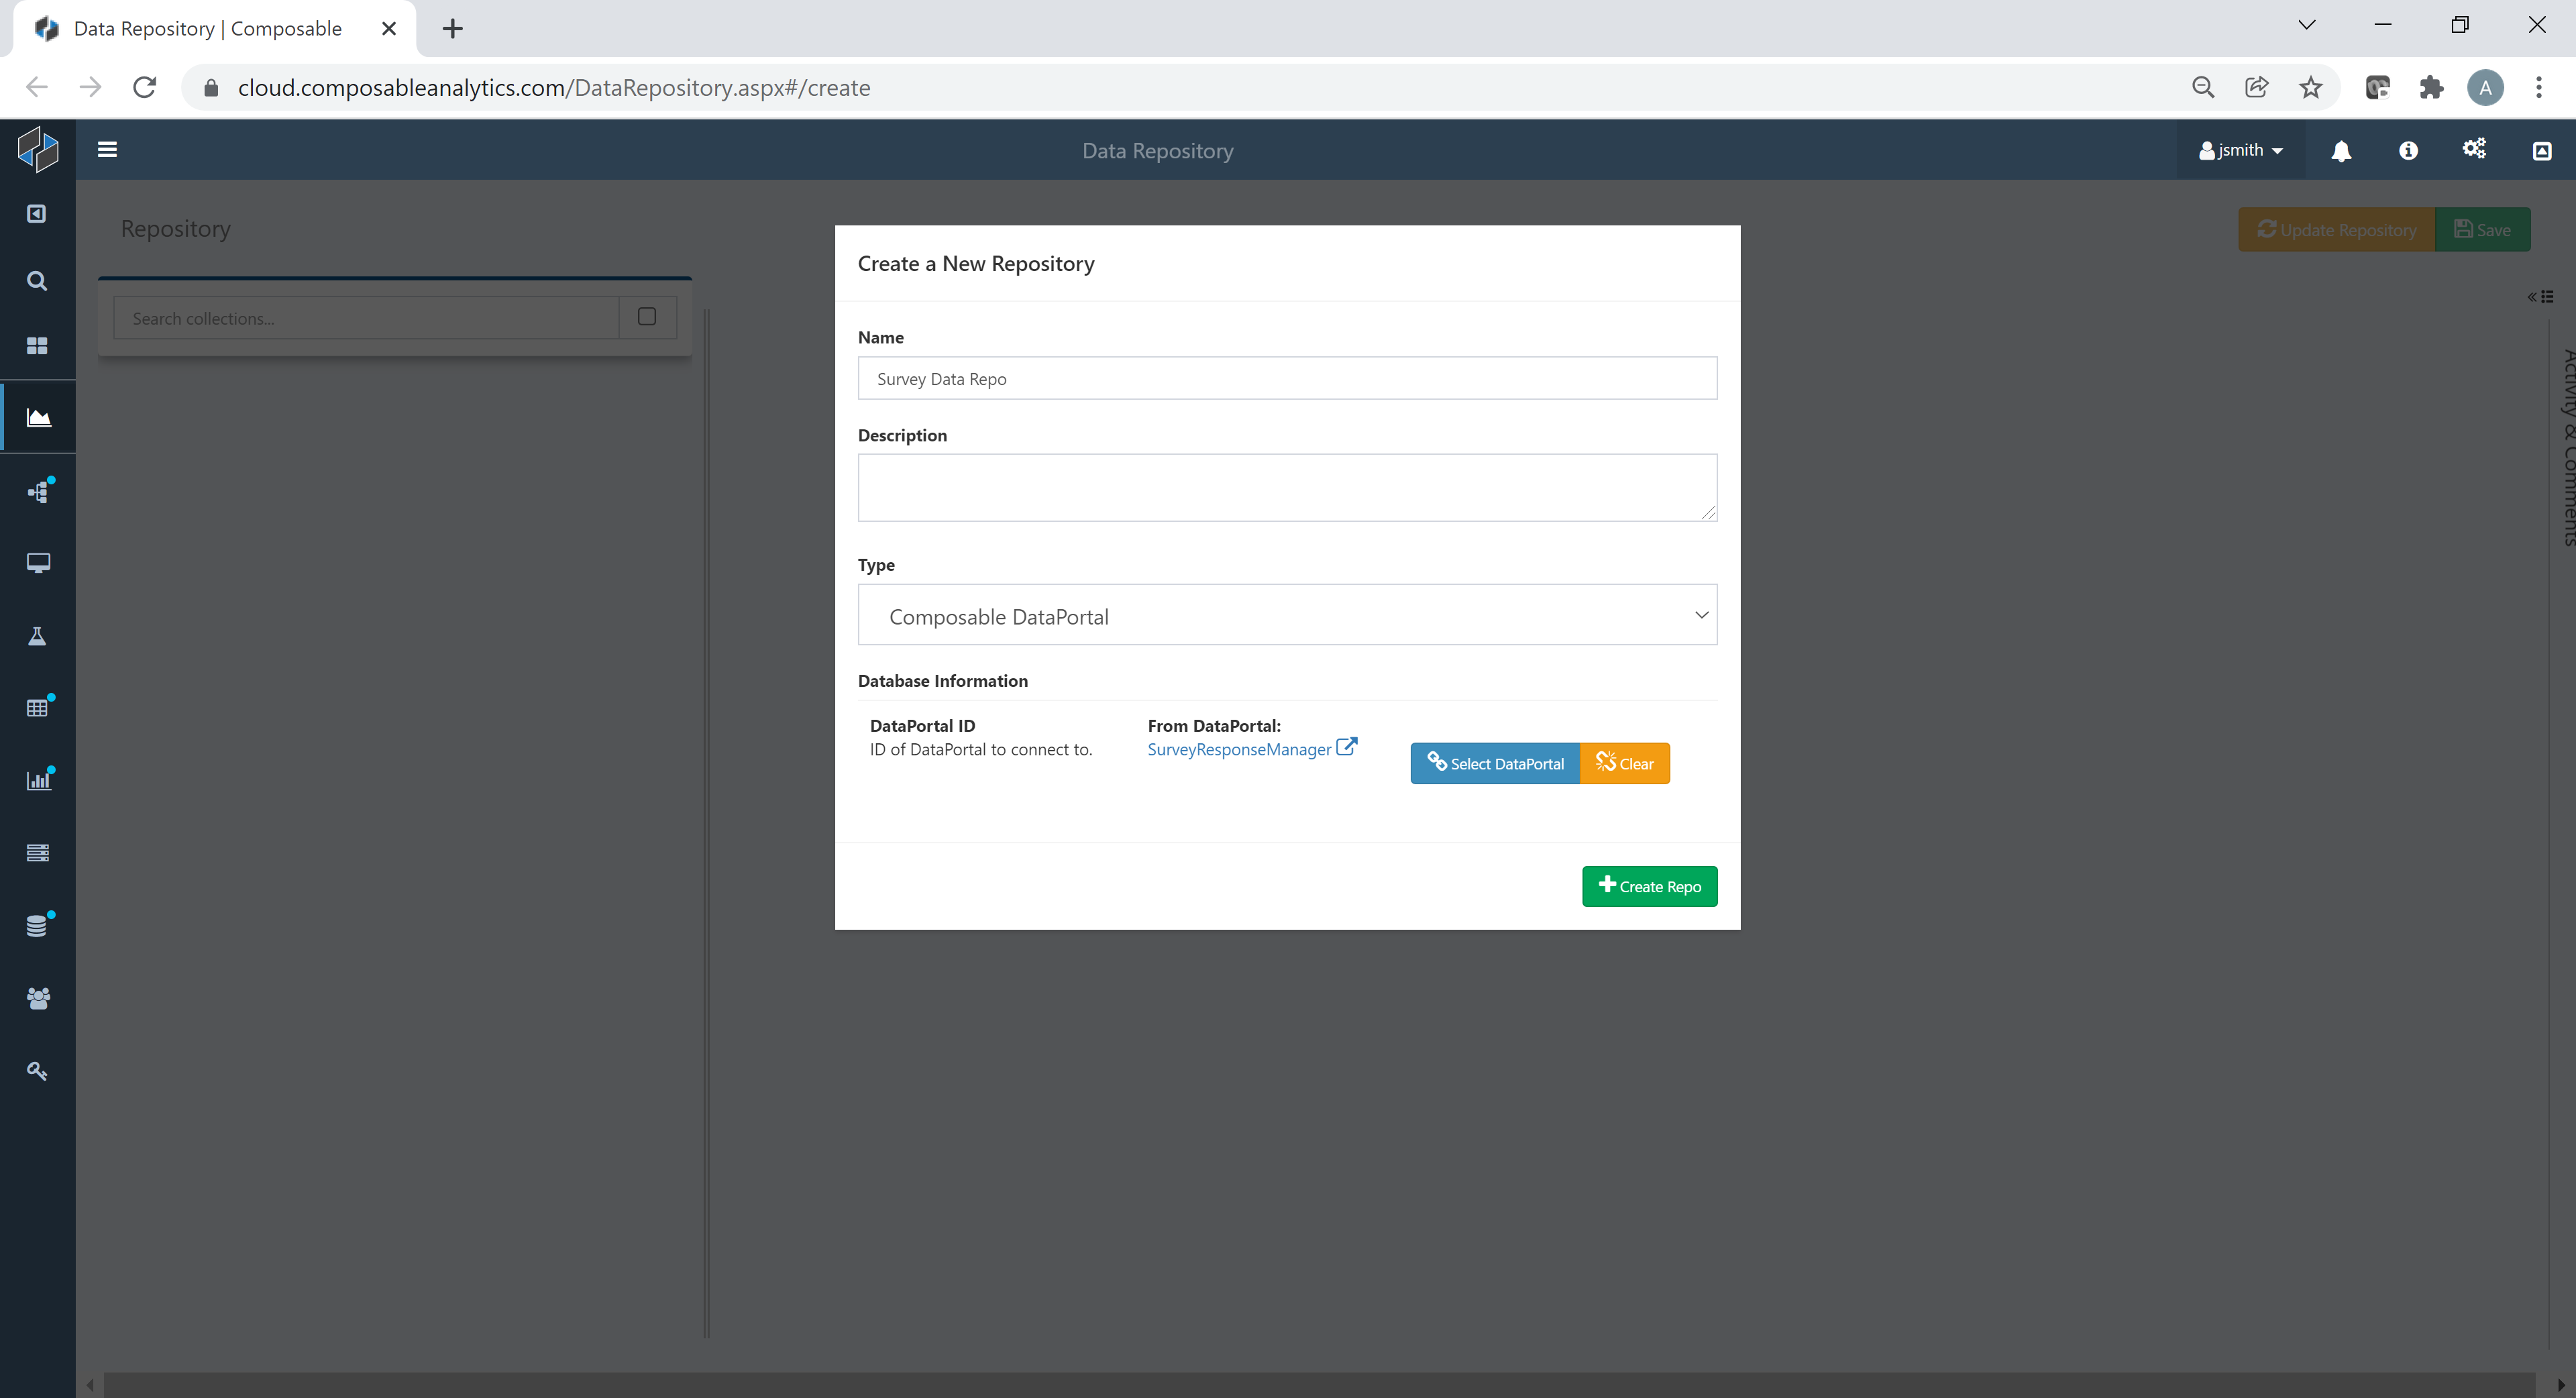 Data Repository | Composable
cloud.composableanalytics.com/DataRepository.aspx#/create
A
Data Repository
jsmith
Repository
Update Repository
Save
Search collections...
Activity & Comments
Create a New Repository
Name
Survey Data Repo
Description
Type
Composable DataPortal
Database Information
DataPortal ID
ID of DataPortal to connect to.
From DataPortal:
SurveyResponseManager
Select DataPortal
Clear
Create Repo